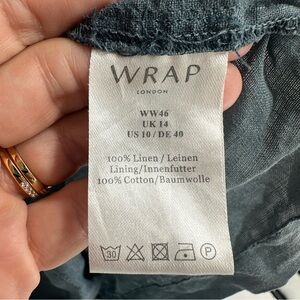 WRAP
LONDON
WW46
UK 14
US 10 / DE 40
100% Linen / Leinen
Lining/Innenfutter
100% Cotton/Baumwolle
30 P